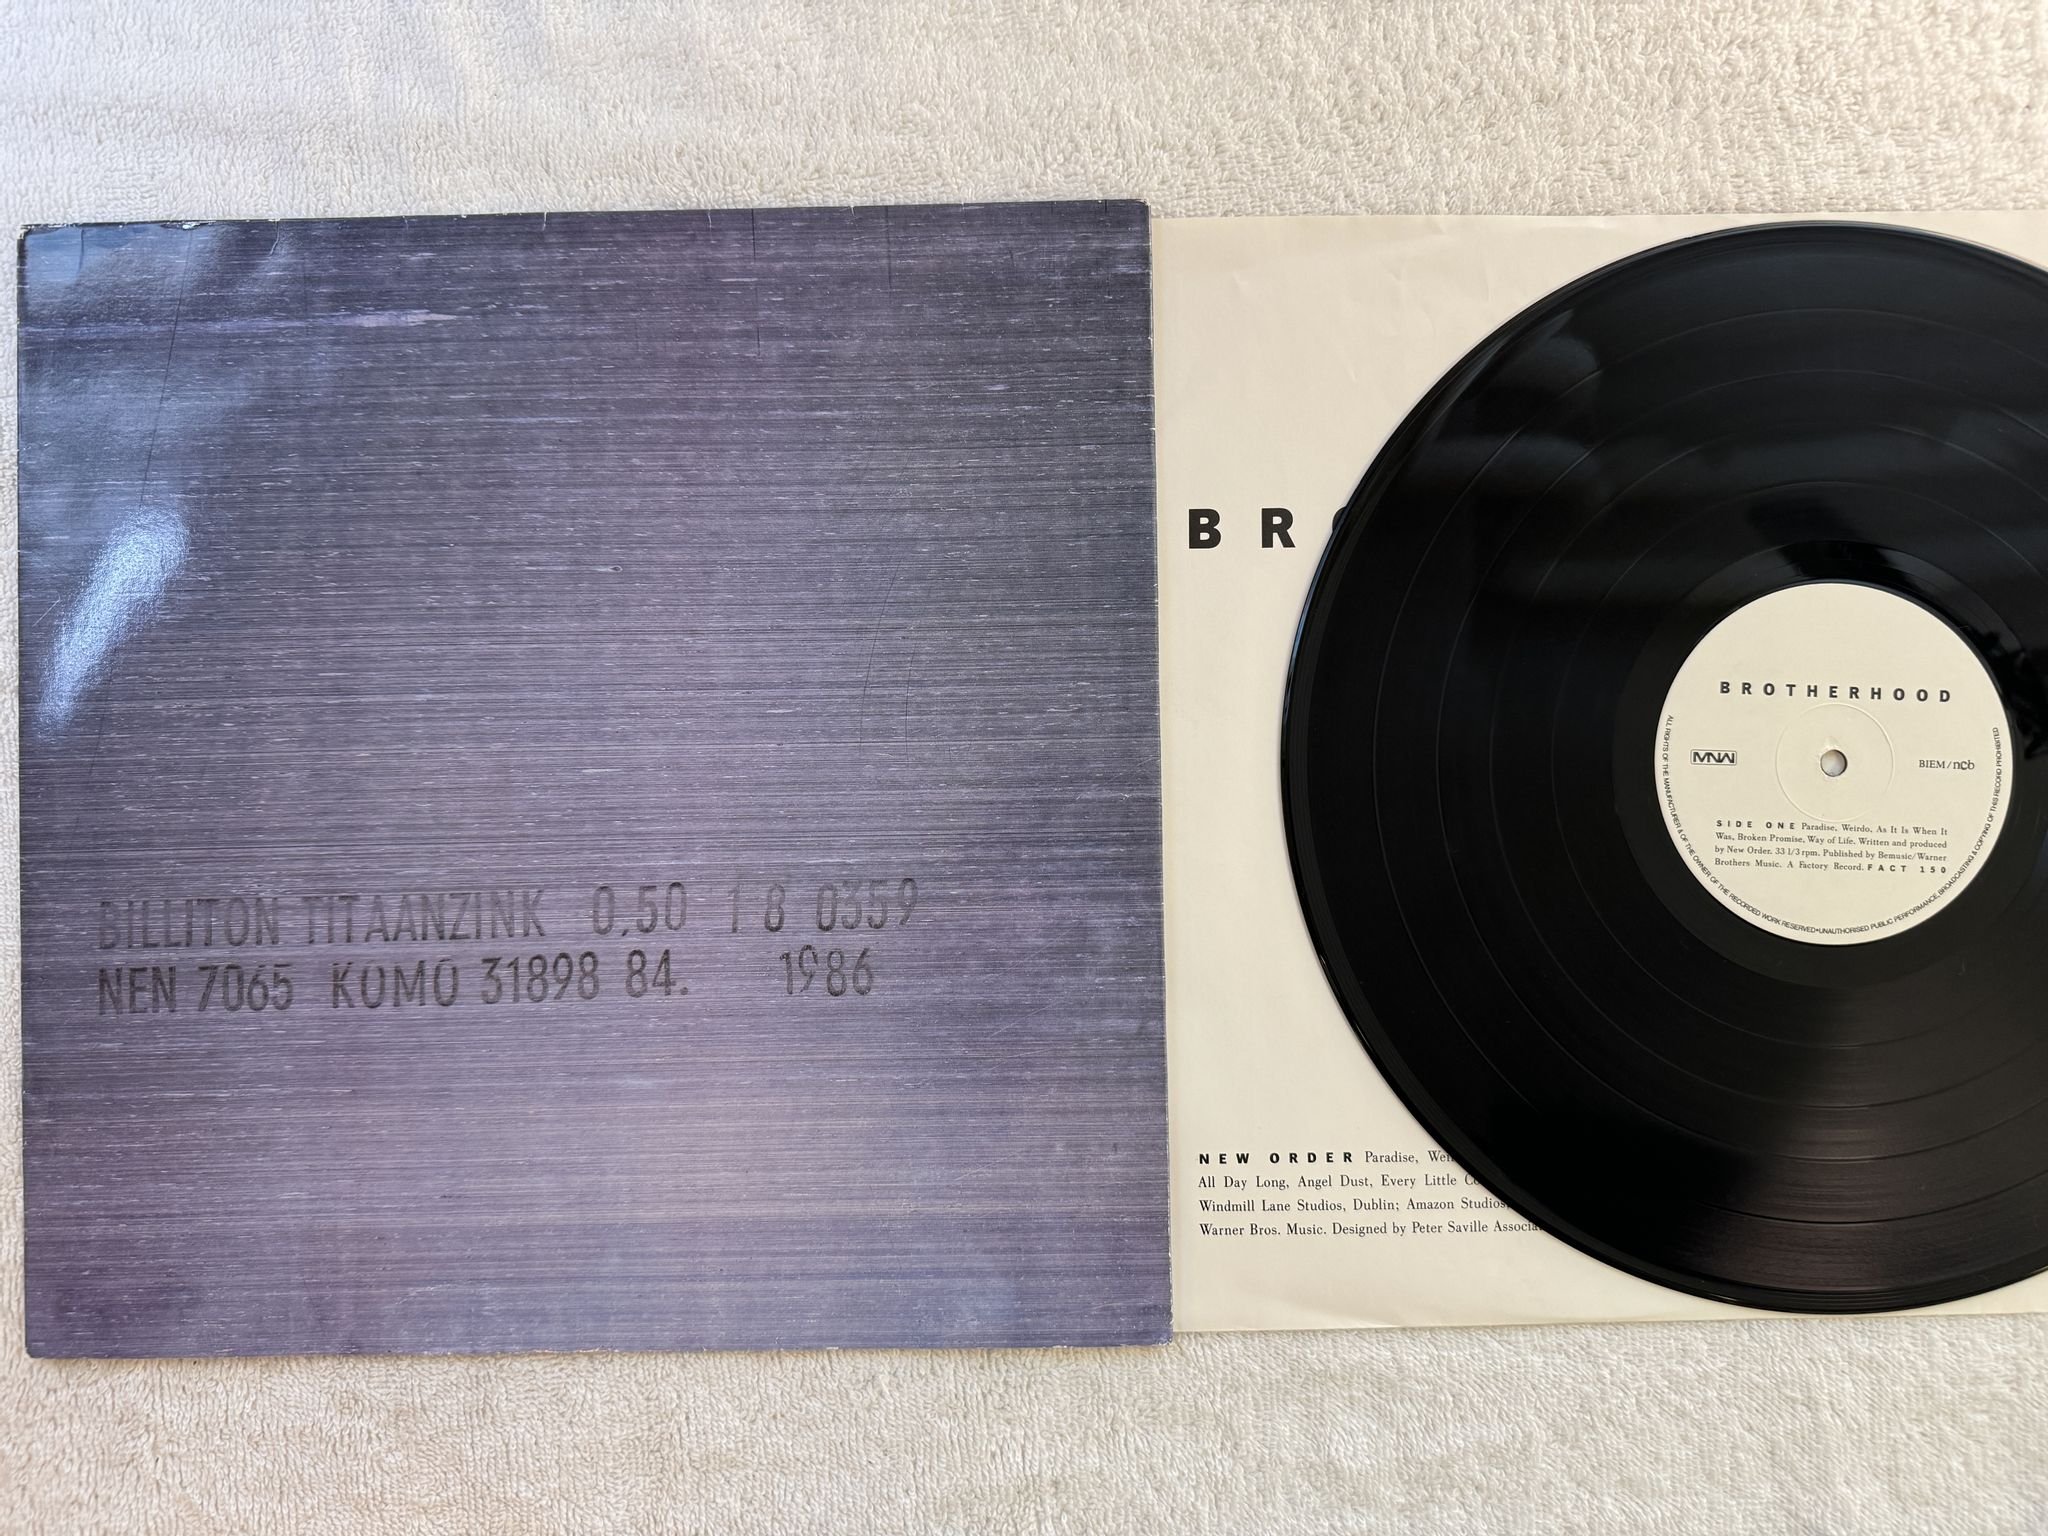 BILLITON TITAANZINK 0,50 1 8 0359
NEN 7065 KOMO 31898 84. 1986
B R
NEW ORDER Paradise,
All Day Long, Angel Dust, Every Little
Windmill Lane Studios, Dublin; Amazon Studios
Warner Bros. Music. Designed by Peter Saville
BROTHERHOOD
MNW
BIEM/ncb
SIDE ONE Paradise, Weirdo, As It Is When It
Was, Broken Promise, Way of Life. Written and produced
by New Order. 33 1/3 rpm. Published by Bemusic/Warner
Brothers Music. A Factory Record. FACT 150
ALL RIGHTS OF THE MANUFACTURER & OF THE OWNER OF THE RECORDED WORK RESERVED•UNAUTHORISED PUBLIC PERFORMANCE, BROADCASTING & COPYING OF THIS RECORD PROHIBITED